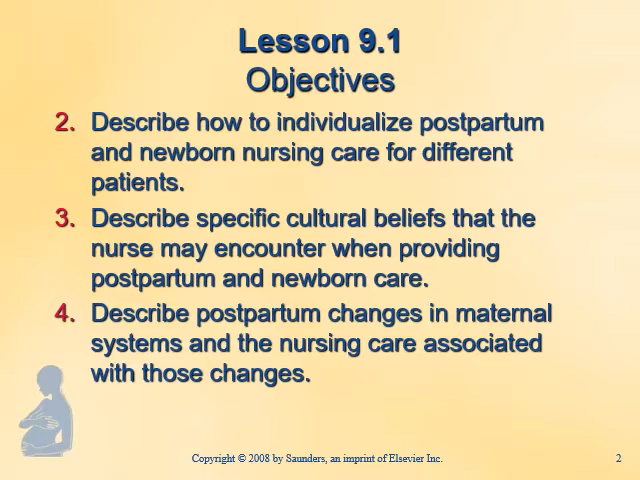 Lesson 9.1
Objectives
2. Describe how to individualize postpartum
and newborn nursing care for different
patients.
3. Describe specific cultural beliefs that the
nurse may encounter when providing
postpartum and newborn care.
4. Describe postpartum changes in maternal
systems and the nursing care associated
with those changes.
Copyright © 2008 by Saunders, an imprint of Elsevier Inc.
2